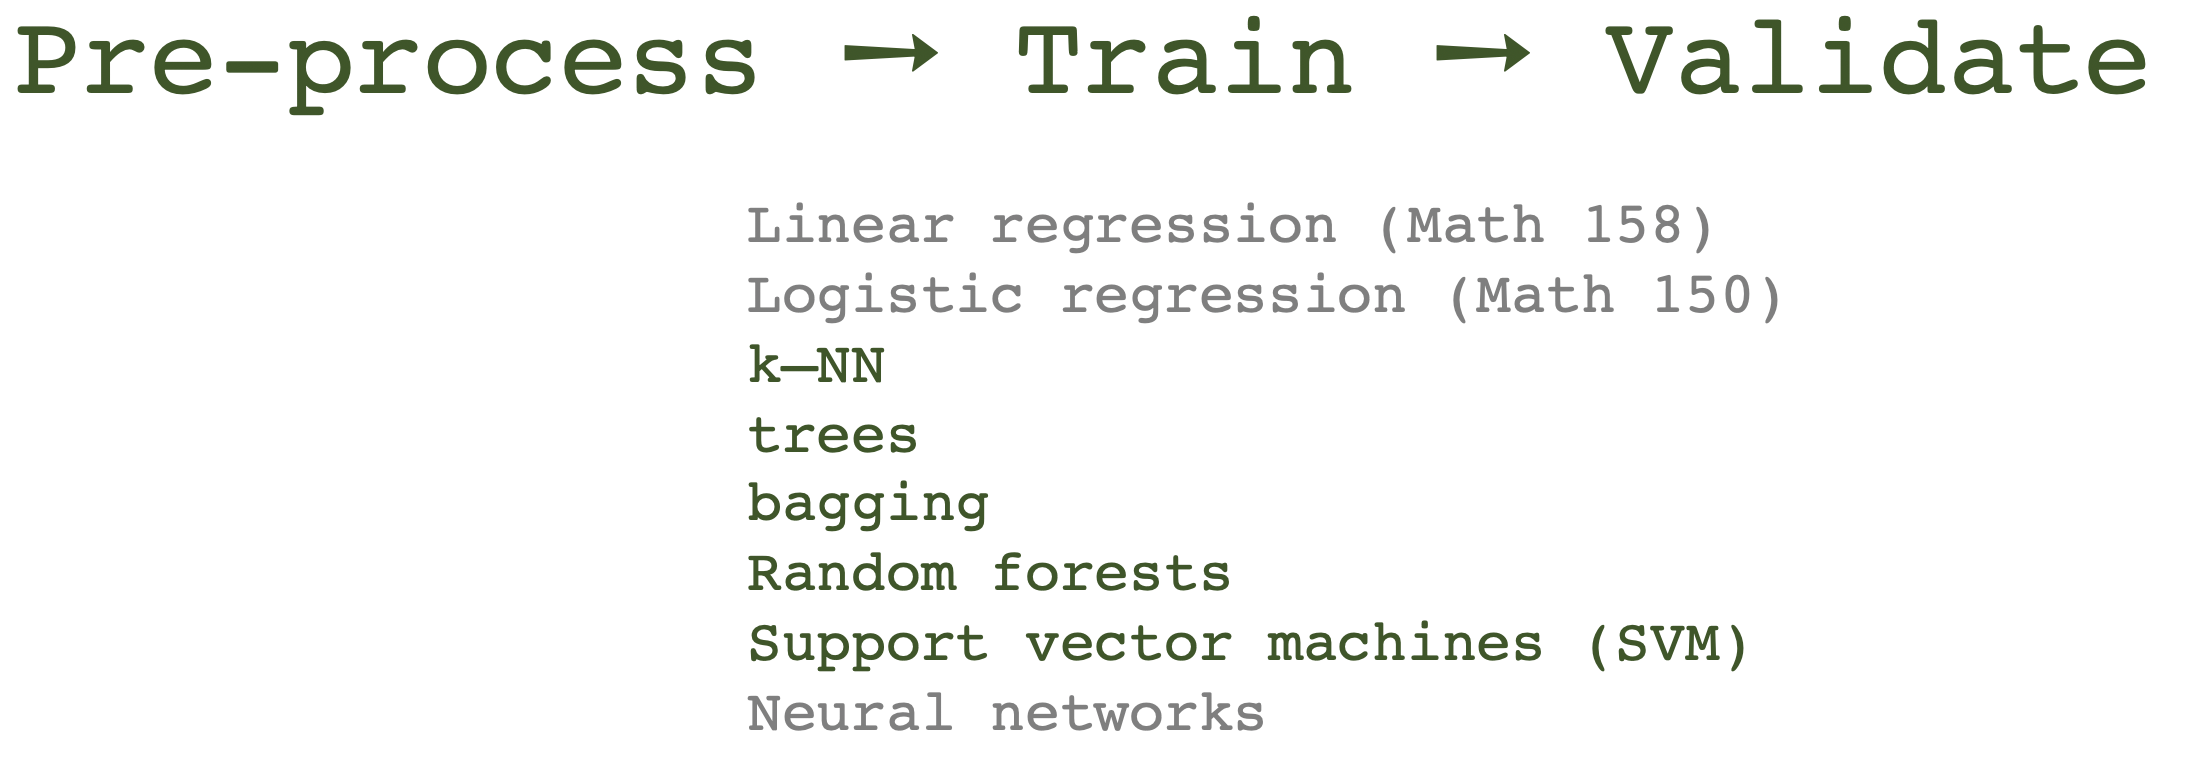 Pre-process → Train → Validate
Linear regression (Math 158)
Logistic regression (Math 150)
k–NN
trees
bagging
Random forests
Support vector machines (SVM)
Neural networks